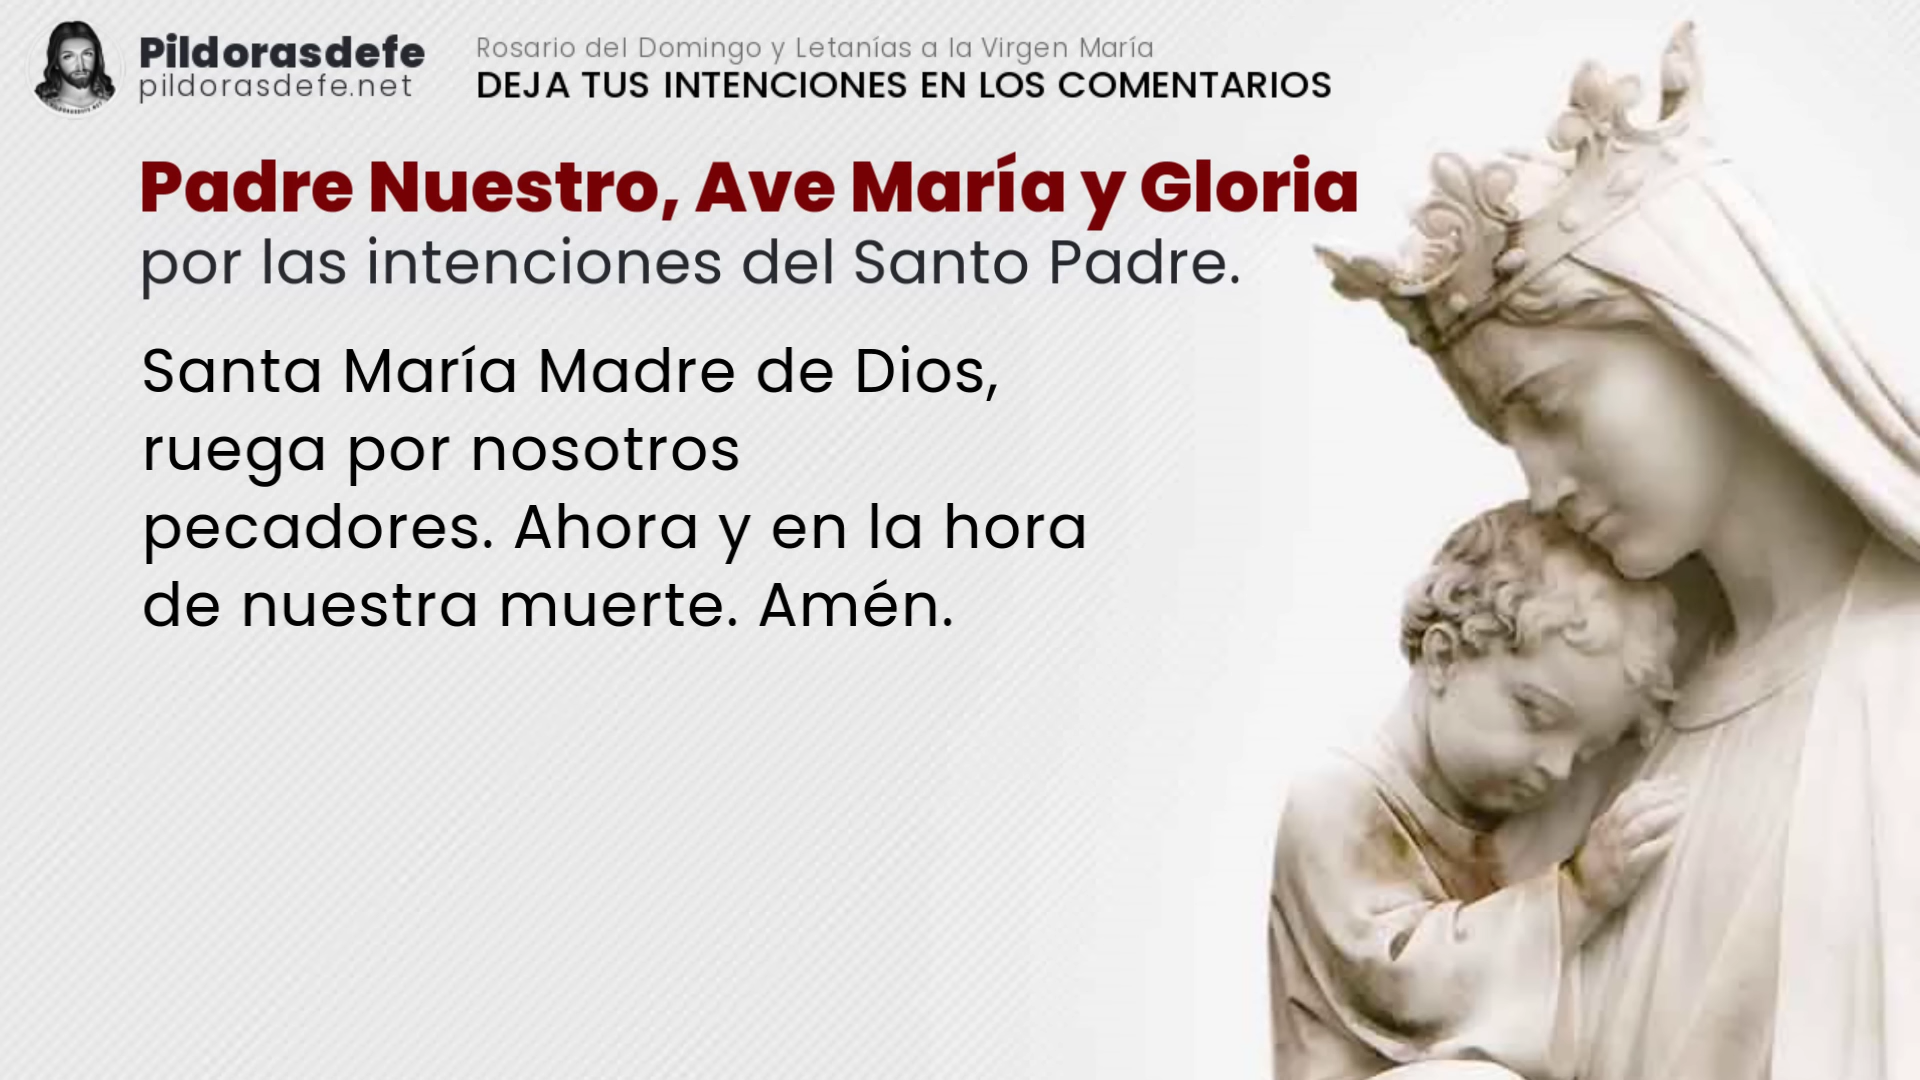 Pildorasdefe
pildorasdefe.net
Rosario del Domingo y Letanías a la Virgen María
DEJA TUS INTENCIONES EN LOS COMENTARIOS
Padre Nuestro, Ave María y Gloria
por las intenciones del Santo Padre.
Santa María Madre de Dios,
ruega por nosotros
pecadores. Ahora y en la hora
de nuestra muerte. Amén.